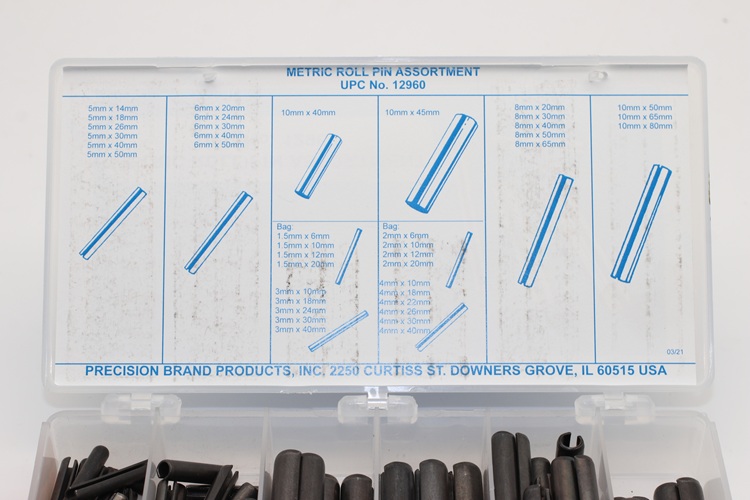 METRIC ROLL PIN ASSORTMENT
UPC No. 12960
5mm x 14mm
5mm x 18mm
5mm x 26mm
5mm x 30mm
5mm x 40mm
5mm x 50mm
6mm x 20mm
6mm x 24mm
6mm x 30mm
6mm x 40mm
6mm x 50mm
10mm x 40mm
10mm x 45mm
8mm x 20mm
8mm x 30mm
8mm x 40mm
8mm x 50mm
8mm x 65mm
10mm x 50mm
10mm x 65mm
10mm x 80mm
Bag:
1.5mm x 6mm
1.5mm x 10mm
1.5mm x 12mm
1.5mm x 20mm
3mm x 10mm
3mm x 18mm
3mm x 24mm
3mm x 30mm
3mm x 40mm
Bag:
2mm x 6mm
2mm x 10mm
2mm x 12mm
2mm x 20mm
4mm x 10mm
4mm x 18mm
4mm x 22mm
4mm x 26mm
4mm x 30mm
4mm x 40mm
03/21
PRECISION BRAND PRODUCTS, INC. 2250 CURTISS ST. DOWNERS GROVE, IL 60515 USA